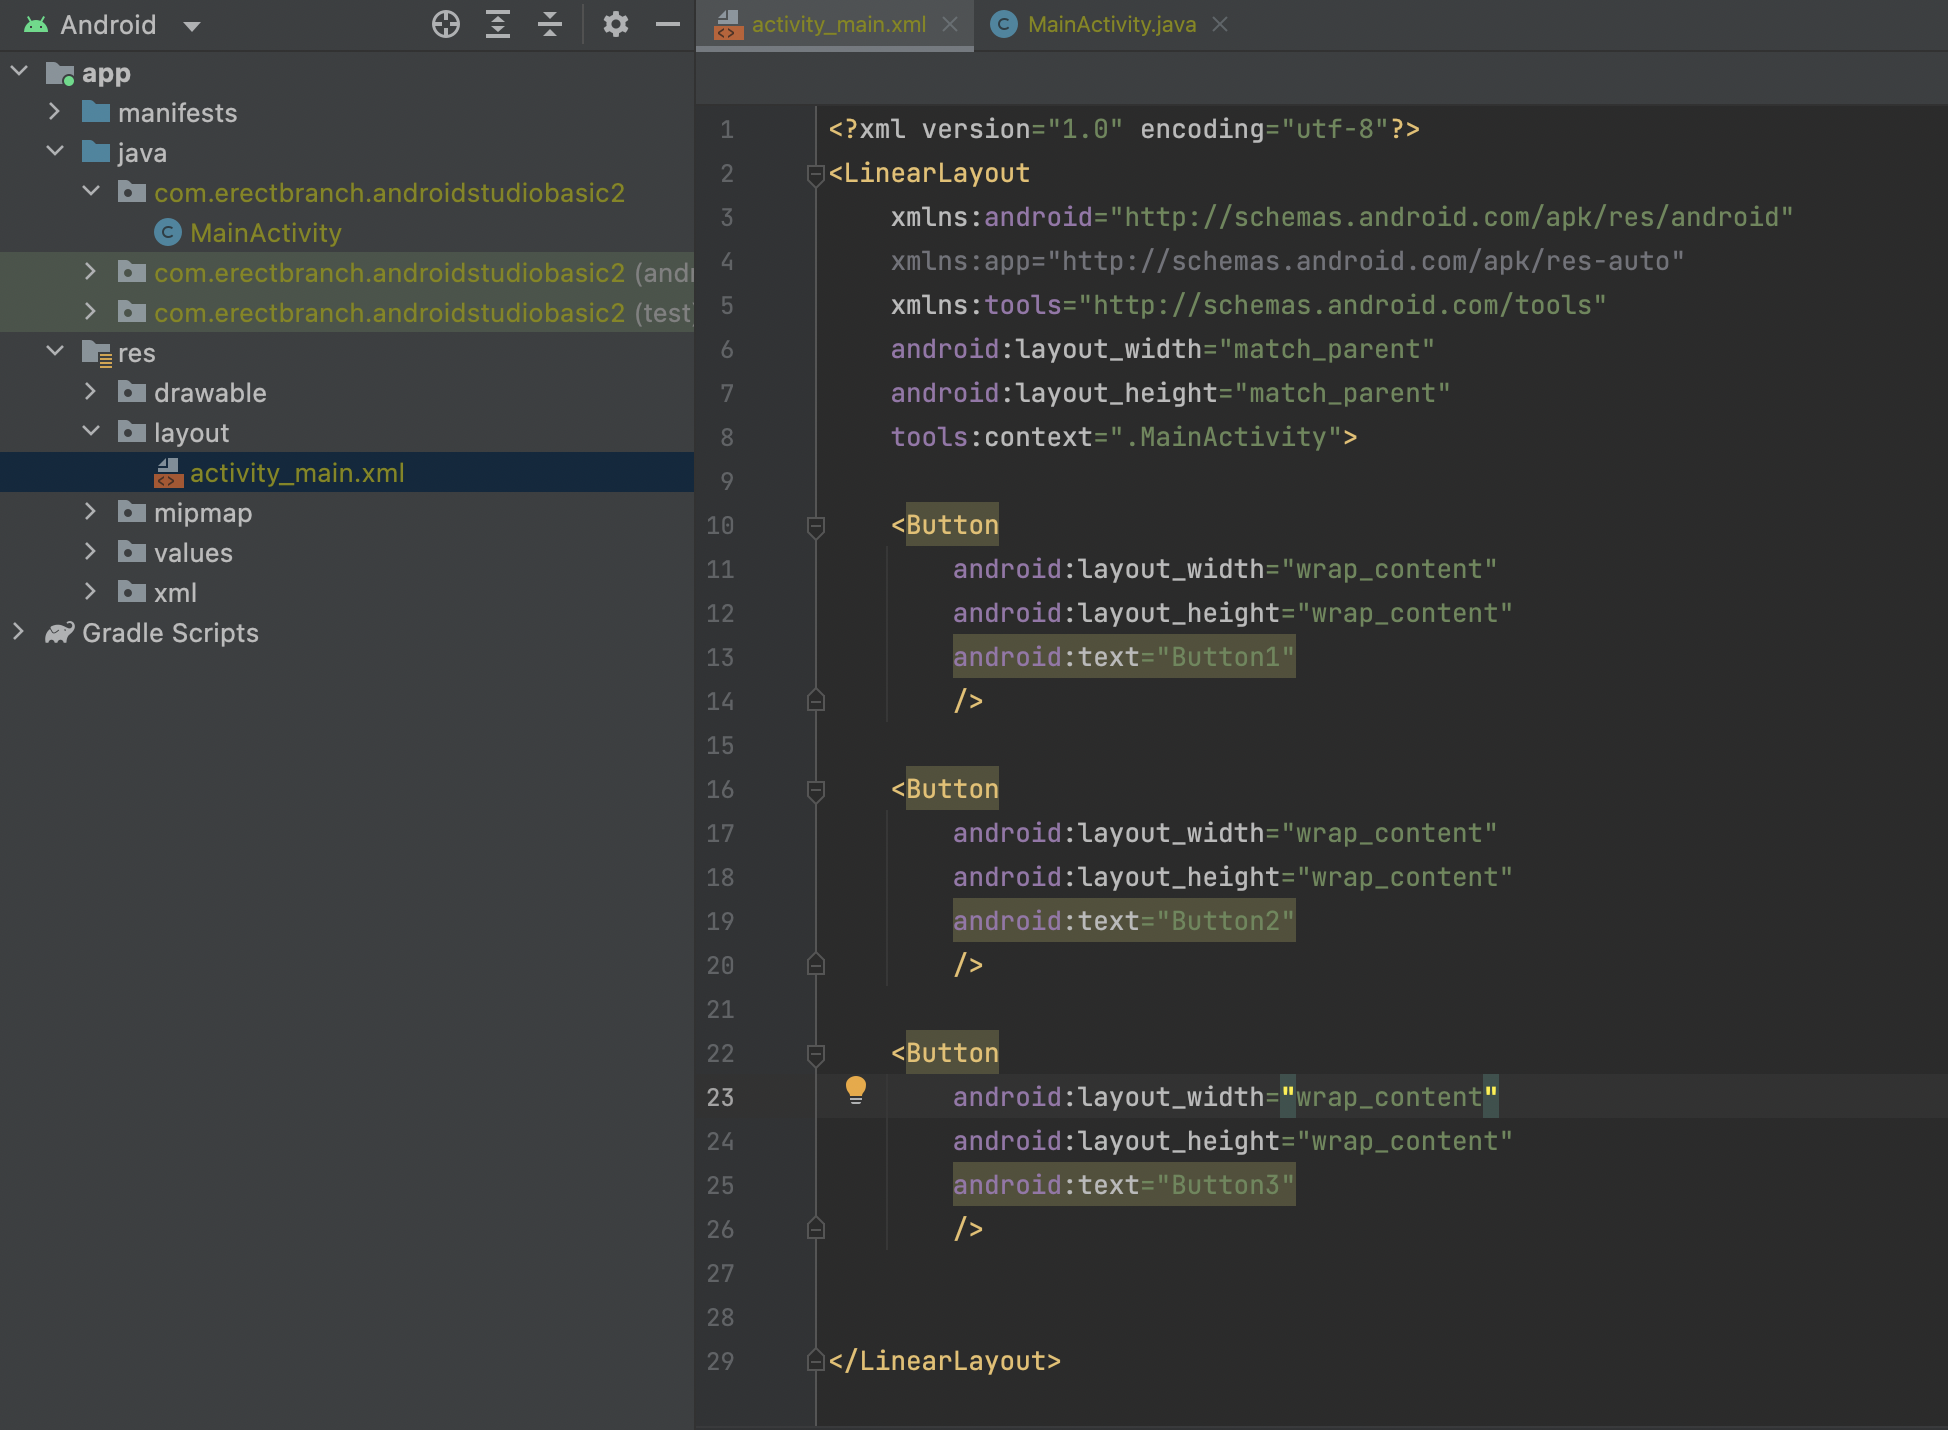 Android
app
manifests
java
com.erectbranch.androidstudiobasic2
C MainActivity
com.erectbranch.androidstudiobasic2 (andr
com.erectbranch.androidstudiobasic2 (test)
res
drawable
layout
<> activity_main.xml
mipmap
values
xml
Gradle Scripts
<> activity_main.xml
C MainActivity.java
1 <?xml version="1.0" encoding="utf-8"?>
2 <LinearLayout
3 xmlns:android="http://schemas.android.com/apk/res/android"
4 xmlns:app="http://schemas.android.com/apk/res-auto"
5 xmlns:tools="http://schemas.android.com/tools"
6 android:layout_width="match_parent"
7 android:layout_height="match_parent"
8 tools:context=".MainActivity">
9
10 <Button
11 android:layout_width="wrap_content"
12 android:layout_height="wrap_content"
13 android:text="Button1"
14 />
15
16 <Button
17 android:layout_width="wrap_content"
18 android:layout_height="wrap_content"
19 android:text="Button2"
20 />
21
22 <Button
23 android:layout_width="wrap_content"
24 android:layout_height="wrap_content"
25 android:text="Button3"
26 />
27
28
29 </LinearLayout>